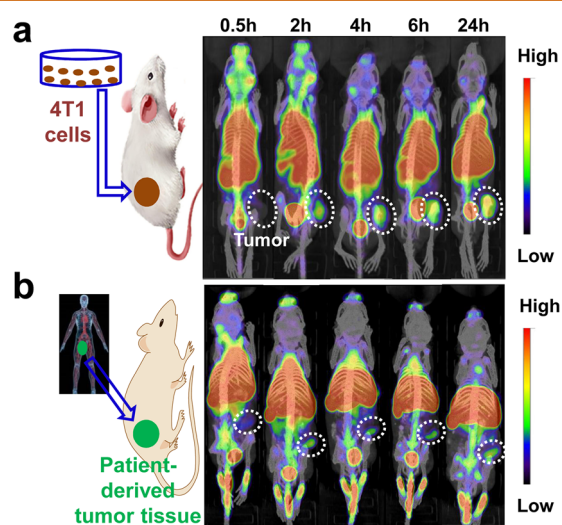 a
0.5h 2h 4h 6h 24h
4T1
cells
Tumor
High
Low
b
Patient-
derived
tumor tissue
High
Low